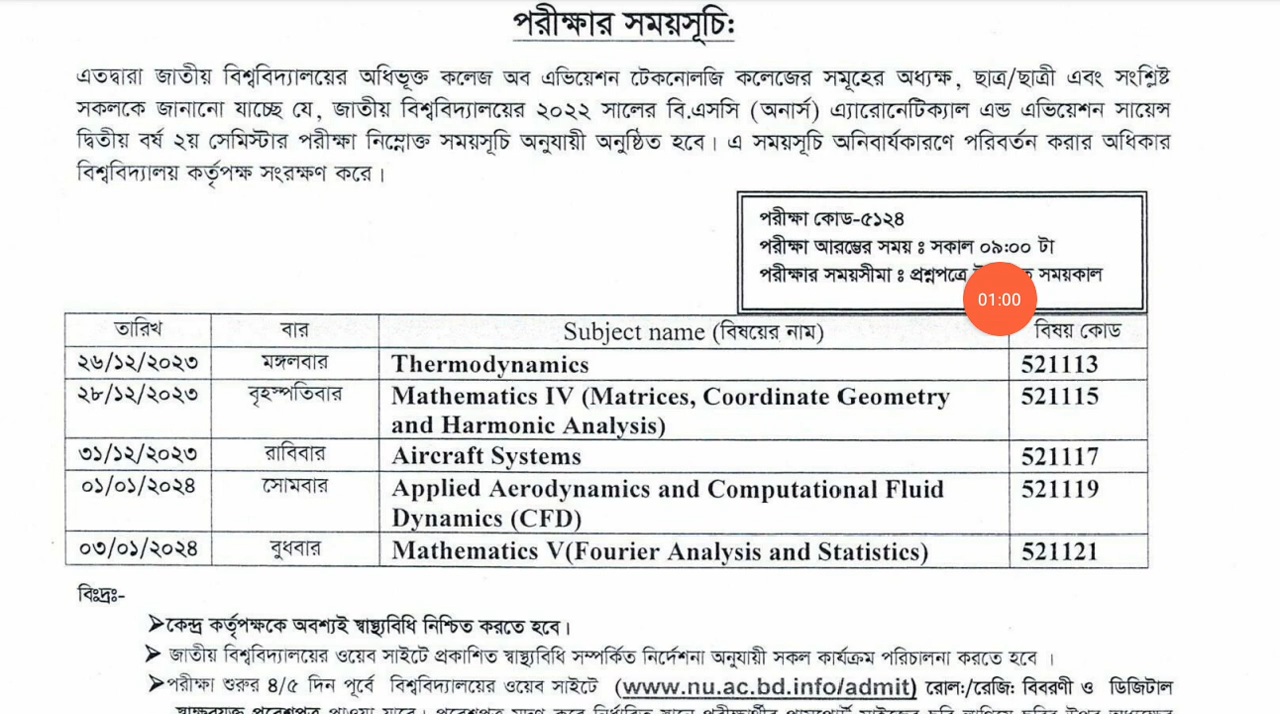 পরীক্ষার সময়সূচি:
এতদ্বারা জাতীয় বিশ্ববিদ্যালয়ের অধিভূক্ত কলেজ অব এভিয়েশন টেকনোলজি কলেজের সমূহের অধ্যক্ষ, ছাত্র/ছাত্রী এবং সংশ্লিষ্ট
সকলকে জানানো যাচ্ছে যে, জাতীয় বিশ্ববিদ্যালয়ের ২০২২ সালের বি.এসসি (অনার্স) এ্যারোনেটিক্যাল এন্ড এভিয়েশন সায়েন্স
দ্বিতীয় বর্ষ ২য় সেমিস্টার পরীক্ষা নিম্নোক্ত সময়সূচি অনুযায়ী অনুষ্ঠিত হবে। এ সময়সূচি অনিবার্যকারণে পরিবর্তন করার অধিকার
বিশ্ববিদ্যালয় কর্তৃপক্ষ সংরক্ষণ করে।
পরীক্ষা কোড-৫১২৪
পরীক্ষা আরম্ভের সময় ঃ সকাল ০৯:০০ টা
পরীক্ষার সময়সীমা ঃ প্রশ্নপত্রে সময়কাল
01:00
তারিখ বার Subject name (বিষয়ের নাম) বিষয় কোড
২৬/১২/২০২৩ মঙ্গলবার Thermodynamics 521113
২৮/১২/২০২৩ বৃহস্পতিবার Mathematics IV (Matrices, Coordinate Geometry 521115
and Harmonic Analysis)
৩১/১২/২০২৩ রাবিবার Aircraft Systems 521117
০১/০১/২০২৪ সোমবার Applied Aerodynamics and Computational Fluid 521119
Dynamics (CFD)
০৩/০১/২০২৪ বুধবার Mathematics V(Fourier Analysis and Statistics) 521121
বিঃদ্রঃ-
➢কেন্দ্র কর্তৃপক্ষকে অবশ্যই স্বাস্থ্যবিধি নিশ্চিত করতে হবে।
➢ জাতীয় বিশ্ববিদ্যালয়ের ওয়েব সাইটে প্রকাশিত স্বাস্থ্যবিধি সম্পর্কিত নির্দেশনা অনুযায়ী সকল কার্যক্রম পরিচালনা করতে হবে ।
➢পরীক্ষা শুরুর ৪/৫ দিন পূর্বে বিশ্ববিদ্যালয়ের ওয়েব সাইটে (www.nu.ac.bd.info/admit) রোল:/রেজি: বিবরণী ও ডিজিটাল